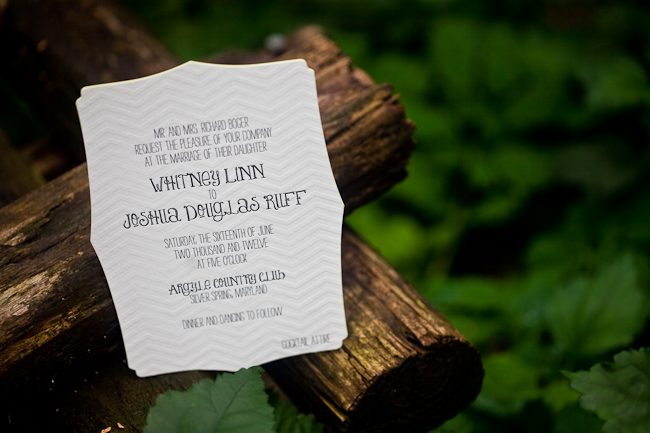 MR. AND MRS. RICHARD BOGER
REQUEST THE PLEASURE OF YOUR COMPANY
AT THE MARRIAGE OF THEIR DAUGHTER
WHITNEY LINN
TO
JOSHUA DOUGLAS RUFF
SATURDAY, THE SIXTEENTH OF JUNE
TWO THOUSAND AND TWELVE
AT FIVE O'CLOCK
ARGYLE COUNTRY CLUB
SILVER SPRING, MARYLAND
DINNER AND DANCING TO FOLLOW
COCKTAIL ATTIRE